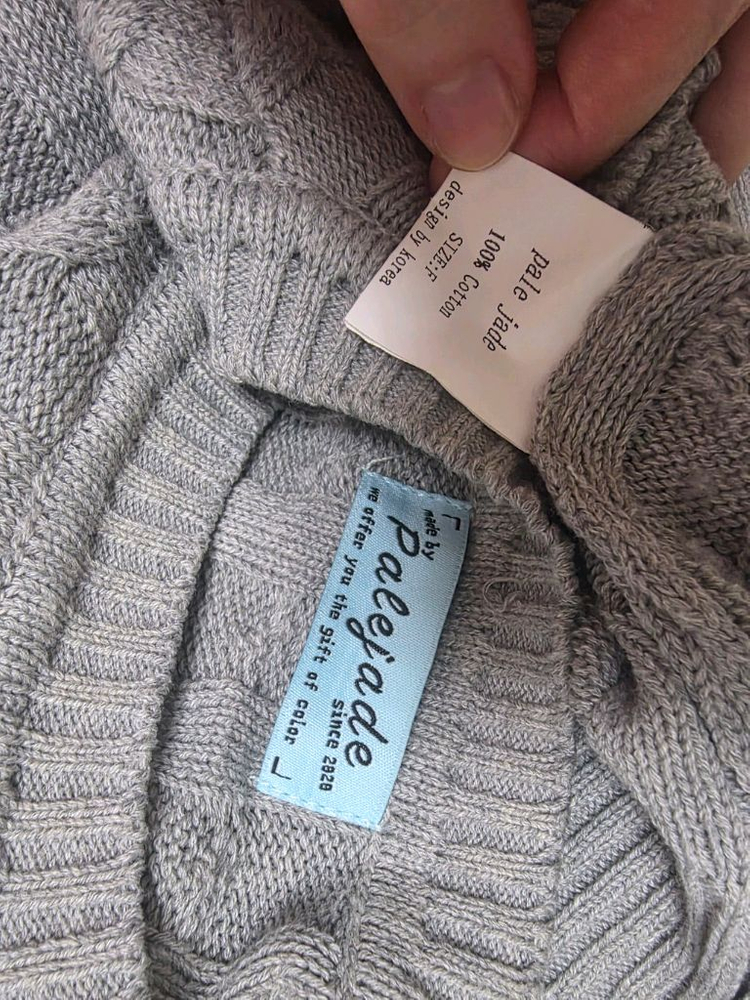 pale jade
100% Cotton
SIZE:F
design by korea
「made by
Palejade
since 2020
we offer you the gift of color 」